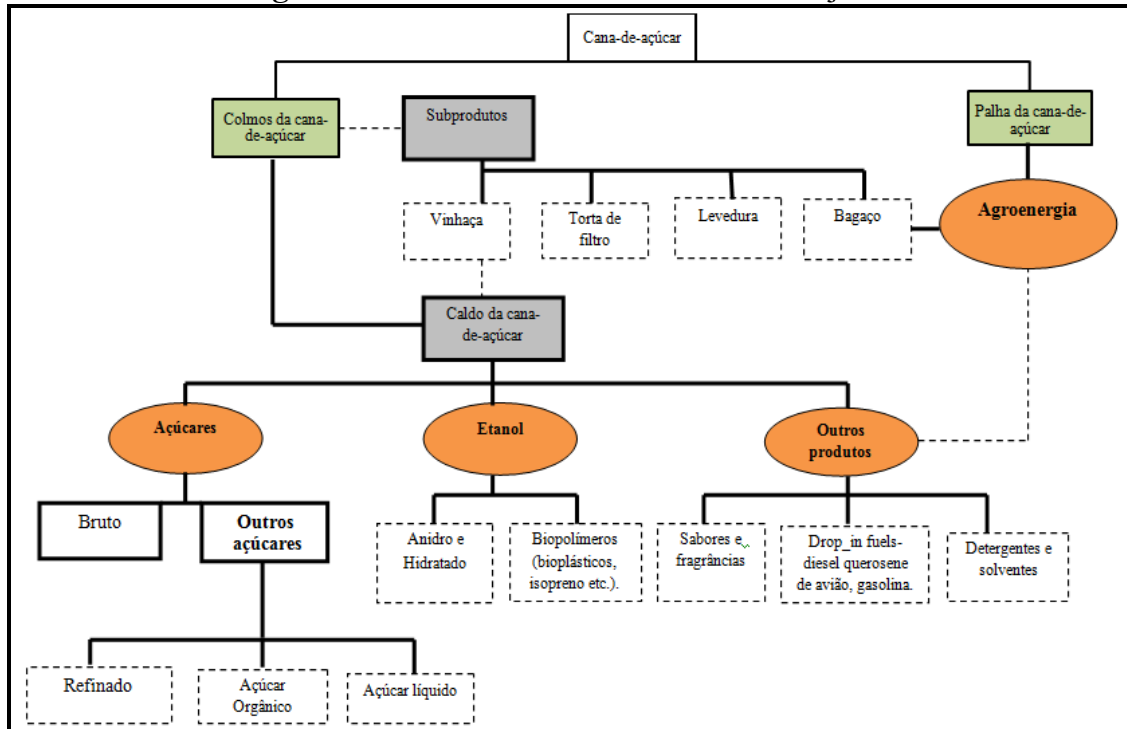 Cana-de-açúcar
Colmos da cana-
de-açúcar
Subprodutos
Palha da cana-de-
açúcar
Agroenergia
Vinhaça
Torta de
filtro
Levedura
Bagaço
Caldo da cana-
de-açúcar
Açúcares
Etanol
Outros
produtos
Bruto
Outros
açúcares
Anidro e
Hidratado
Biopolímeros
(bioplásticos,
isopreno etc.).
Sabores e
fragrâncias
Drop_in fuels-
diesel querosene
de avião, gasolina.
Detergentes e
solventes
Refinado
Açúcar
Orgânico
Açúcar líquido